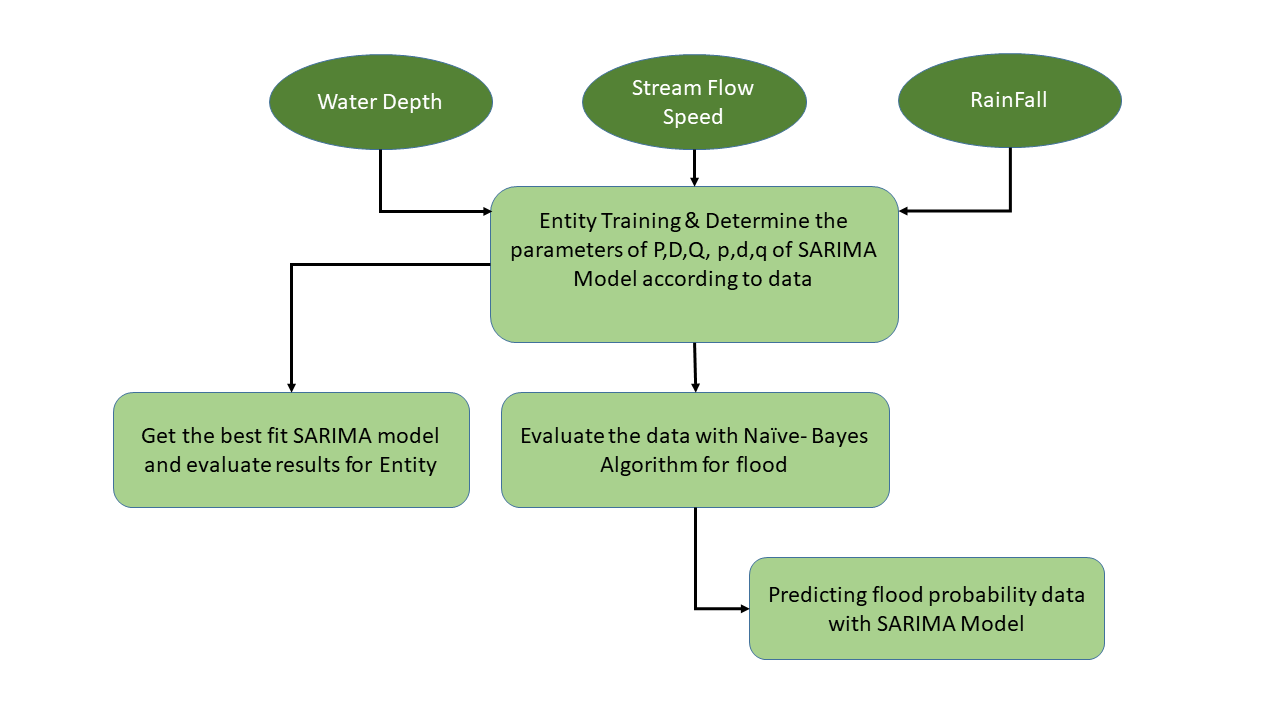 Water Depth
Stream Flow
Speed
RainFall
Entity Training & Determine the
parameters of P,D,Q, p,d,q of SARIMA
Model according to data
Get the best fit SARIMA model
and evaluate results for Entity
Evaluate the data with Naïve- Bayes
Algorithm for flood
Predicting flood probability data
with SARIMA Model